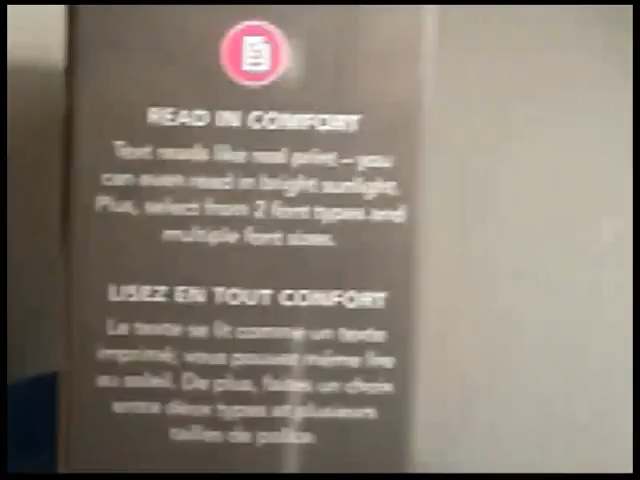 READ IN COMFORT
Text reads like real print – you
can even read in bright sunlight.
Plus, select from 2 font types and
multiple font sizes.
LISEZ EN TOUT CONFORT
Le texte se lit comme un texte
imprimé; vous pouvez même lire
au soleil. De plus, faites un choix
entre deux types et plusieurs
tailles de police.